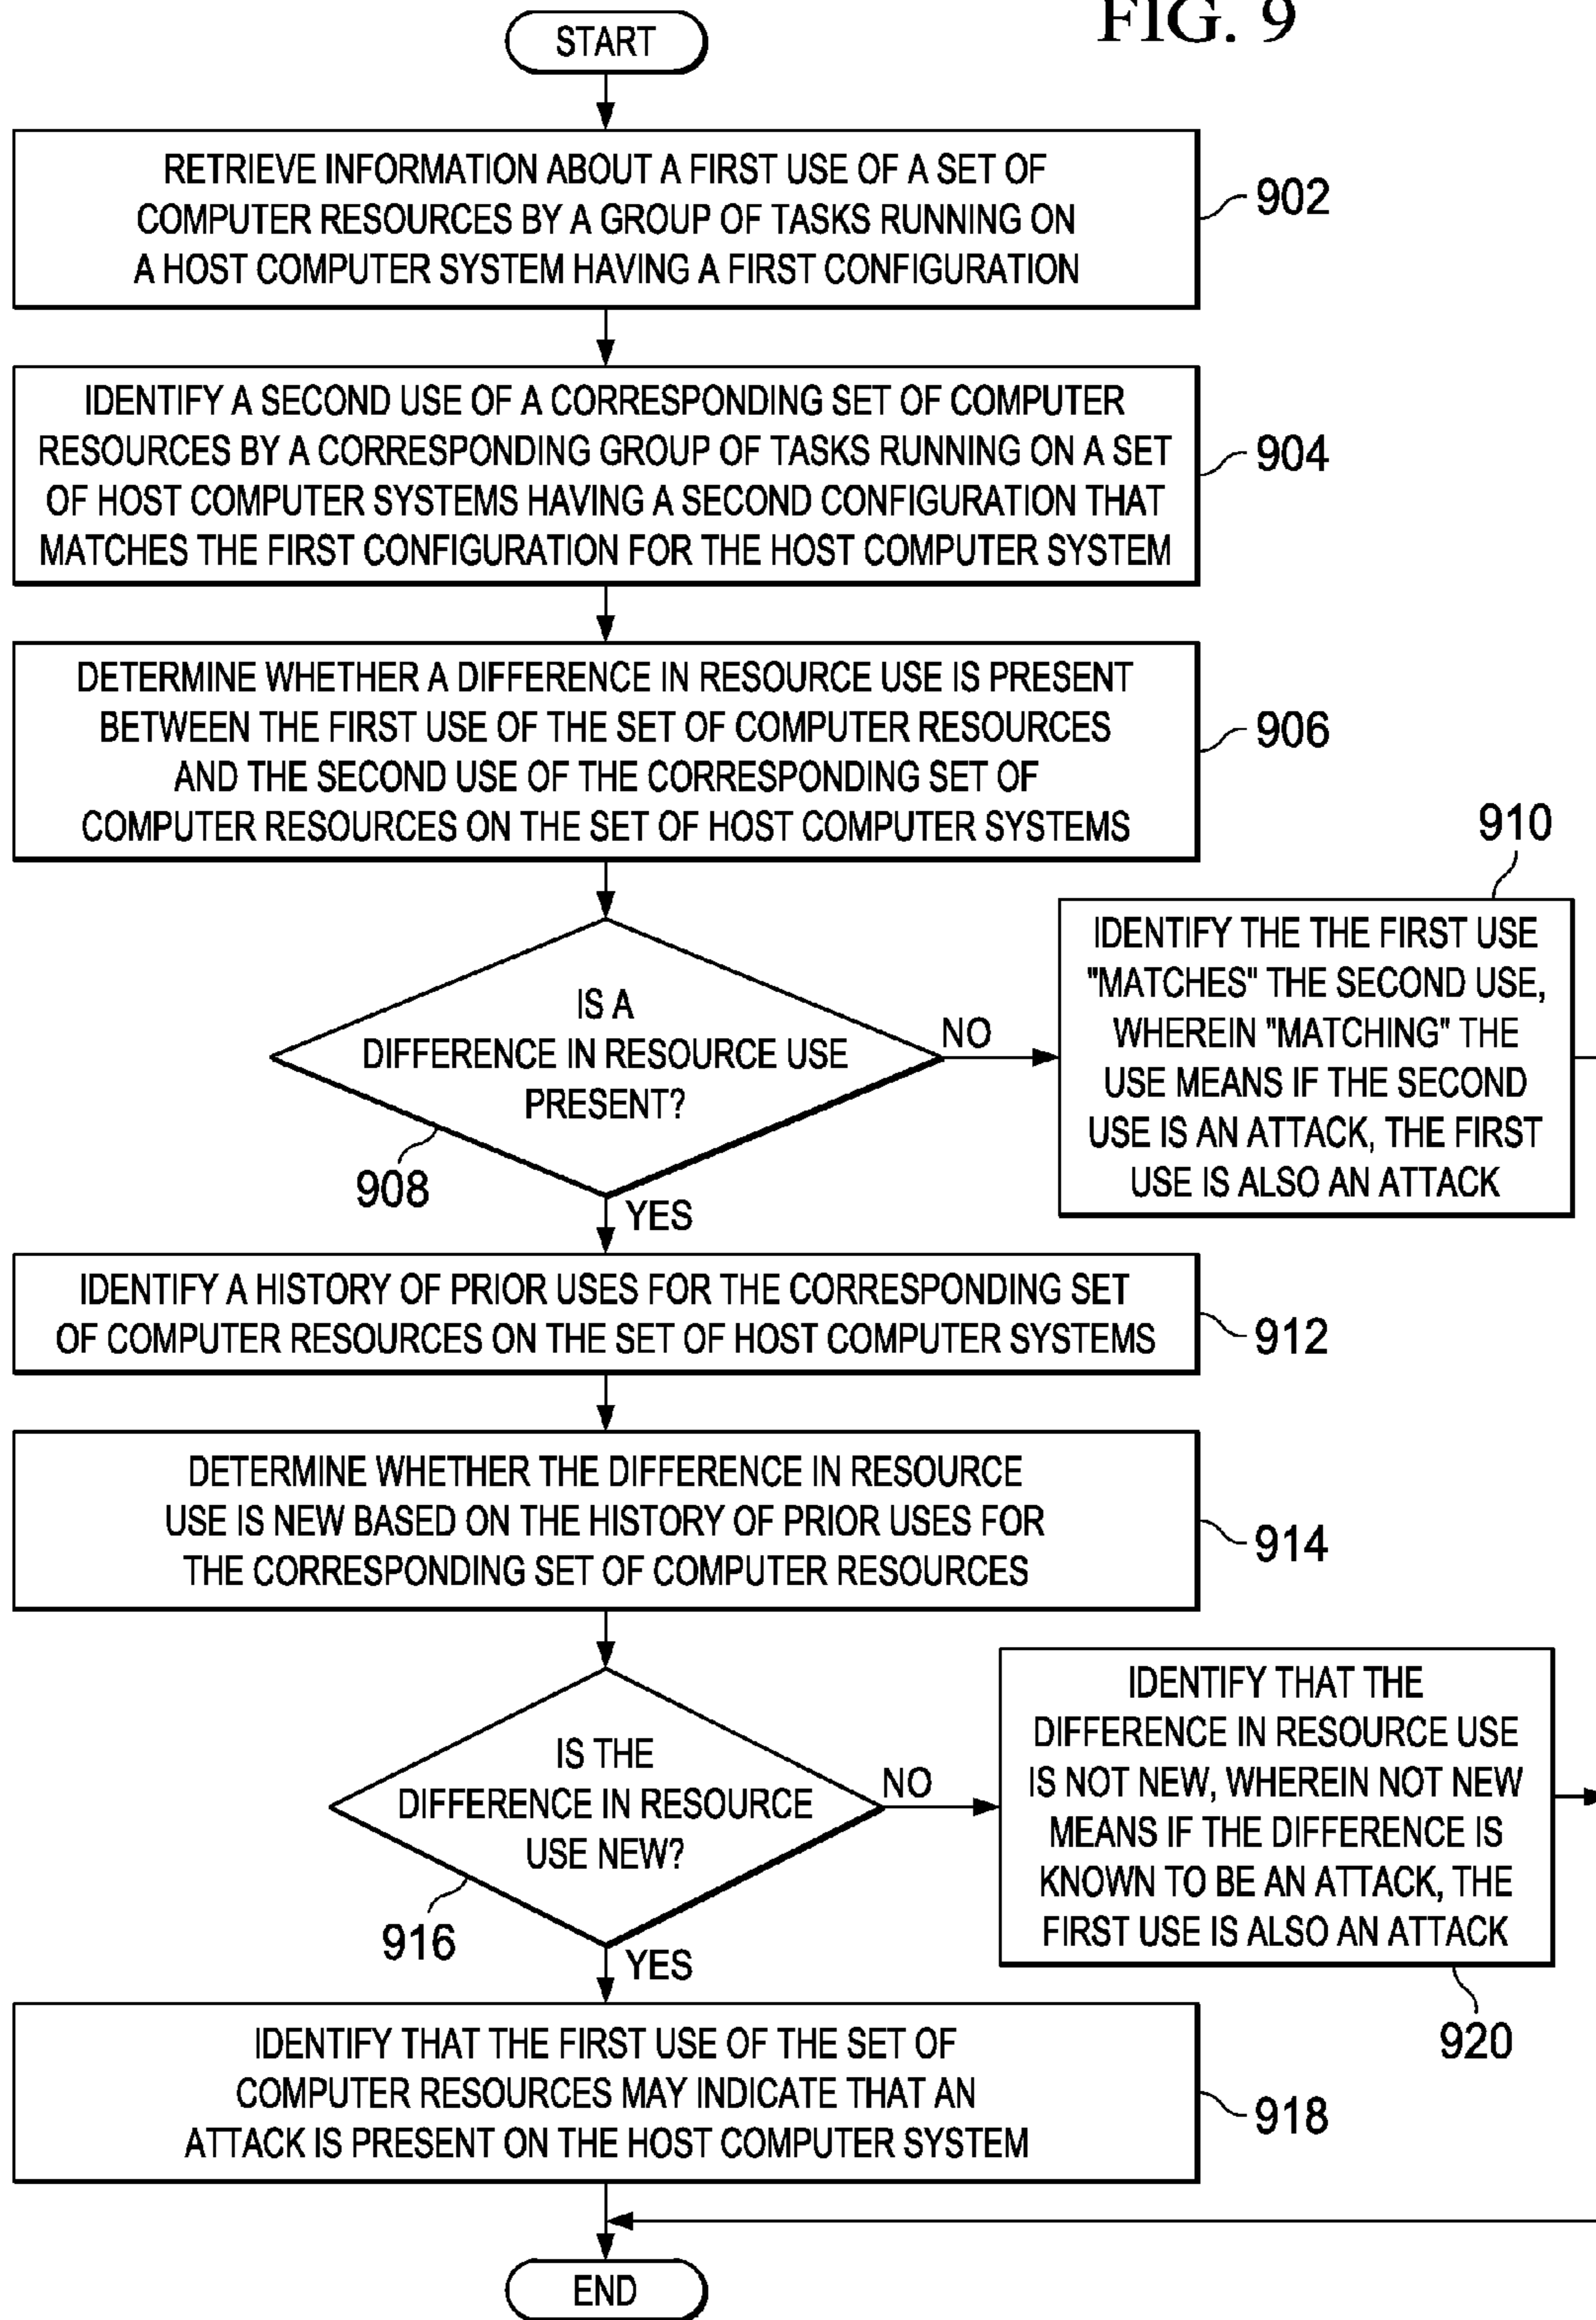 FIG. 9
START
RETRIEVE INFORMATION ABOUT A FIRST USE OF A SET OF
COMPUTER RESOURCES BY A GROUP OF TASKS RUNNING ON
A HOST COMPUTER SYSTEM HAVING A FIRST CONFIGURATION
902
IDENTIFY A SECOND USE OF A CORRESPONDING SET OF COMPUTER
RESOURCES BY A CORRESPONDING GROUP OF TASKS RUNNING ON A SET
OF HOST COMPUTER SYSTEMS HAVING A SECOND CONFIGURATION THAT
MATCHES THE FIRST CONFIGURATION FOR THE HOST COMPUTER SYSTEM
904
DETERMINE WHETHER A DIFFERENCE IN RESOURCE USE IS PRESENT
BETWEEN THE FIRST USE OF THE SET OF COMPUTER RESOURCES
AND THE SECOND USE OF THE CORRESPONDING SET OF
COMPUTER RESOURCES ON THE SET OF HOST COMPUTER SYSTEMS
906
IS A
DIFFERENCE IN RESOURCE USE
PRESENT?
908
NO
910
IDENTIFY THE THE FIRST USE
"MATCHES" THE SECOND USE,
WHEREIN "MATCHING" THE
USE MEANS IF THE SECOND
USE IS AN ATTACK, THE FIRST
USE IS ALSO AN ATTACK
YES
IDENTIFY A HISTORY OF PRIOR USES FOR THE CORRESPONDING SET
OF COMPUTER RESOURCES ON THE SET OF HOST COMPUTER SYSTEMS
912
DETERMINE WHETHER THE DIFFERENCE IN RESOURCE
USE IS NEW BASED ON THE HISTORY OF PRIOR USES FOR
THE CORRESPONDING SET OF COMPUTER RESOURCES
914
IS THE
DIFFERENCE IN RESOURCE
USE NEW?
916
NO
IDENTIFY THAT THE
DIFFERENCE IN RESOURCE USE
IS NOT NEW, WHEREIN NOT NEW
MEANS IF THE DIFFERENCE IS
KNOWN TO BE AN ATTACK, THE
FIRST USE IS ALSO AN ATTACK
920
YES
IDENTIFY THAT THE FIRST USE OF THE SET OF
COMPUTER RESOURCES MAY INDICATE THAT AN
ATTACK IS PRESENT ON THE HOST COMPUTER SYSTEM
918
END